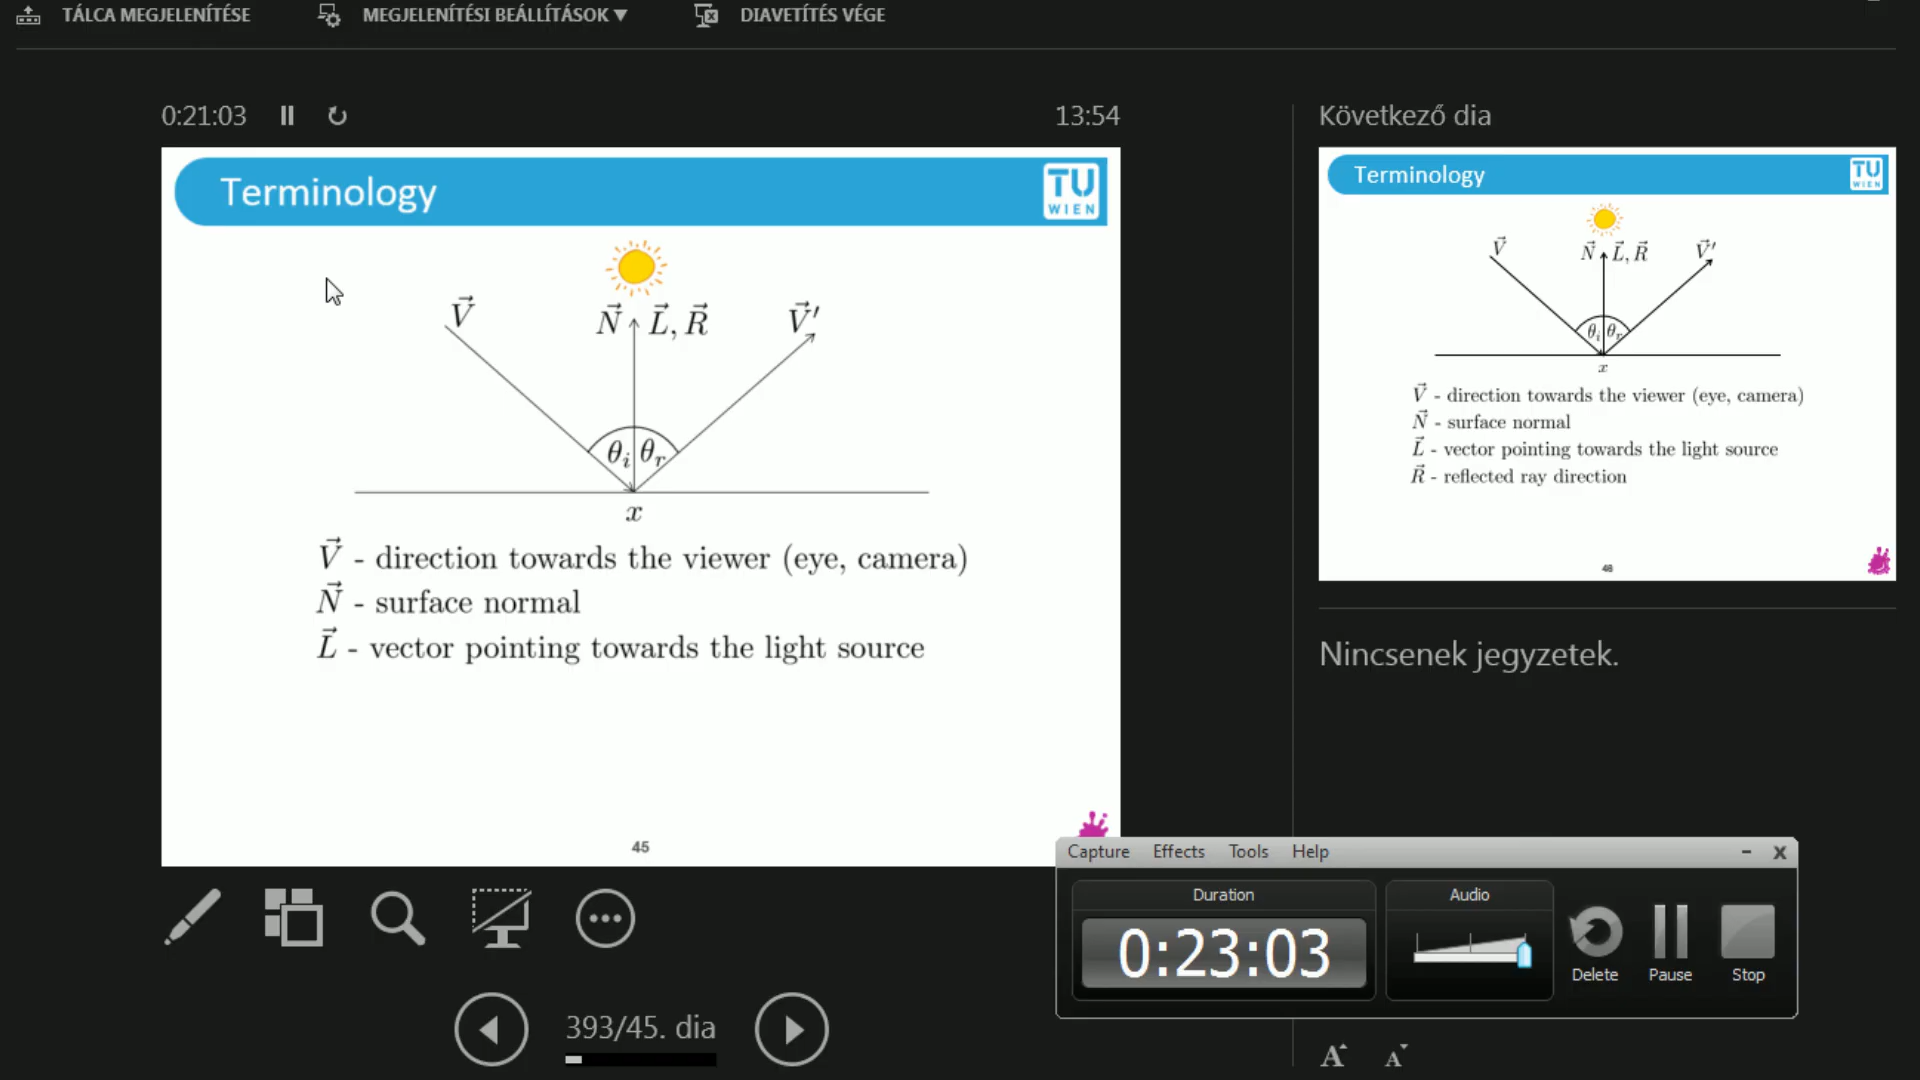 TÁLCA MEGJELENÍTÉSE MEGJELENÍTÉSI BEÁLLÍTÁSOK ▼ DIAVETÍTÉS VÉGE
0:21:03 13:54
Terminology
TU
WIEN
V⃗ N⃗ L⃗, R⃗ V⃗′
θi θr
x
V⃗ - direction towards the viewer (eye, camera)
N⃗ - surface normal
L⃗ - vector pointing towards the light source
45
393/45. dia
Következő dia
Terminology
TU
WIEN
V⃗ N⃗ L⃗, R⃗ V⃗′
θi θr
x
V⃗ - direction towards the viewer (eye, camera)
N⃗ - surface normal
L⃗ - vector pointing towards the light source
R⃗ - reflected ray direction
46
Nincsenek jegyzetek.
Capture Effects Tools Help
Duration Audio
0:23:03
Delete Pause Stop
A A